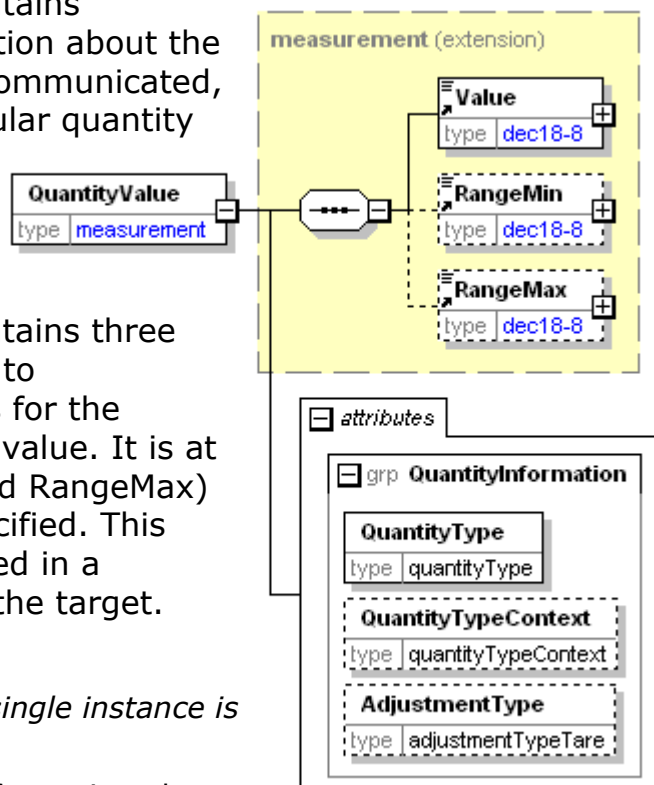 tains
tion about the
ommunicated,
ular quantity
measurement (extension)
Value
type dec18-8
RangeMin
type dec18-8
RangeMax
type dec18-8
QuantityValue
type measurement
tains three
to
for the
value. It is at
d RangeMax)
cified. This
ed in a
the target.
single instance is
attributes
grp QuantityInformation
QuantityType
type quantityType
QuantityTypeContext
type quantityTypeContext
AdjustmentType
type adjustmentTypeTare